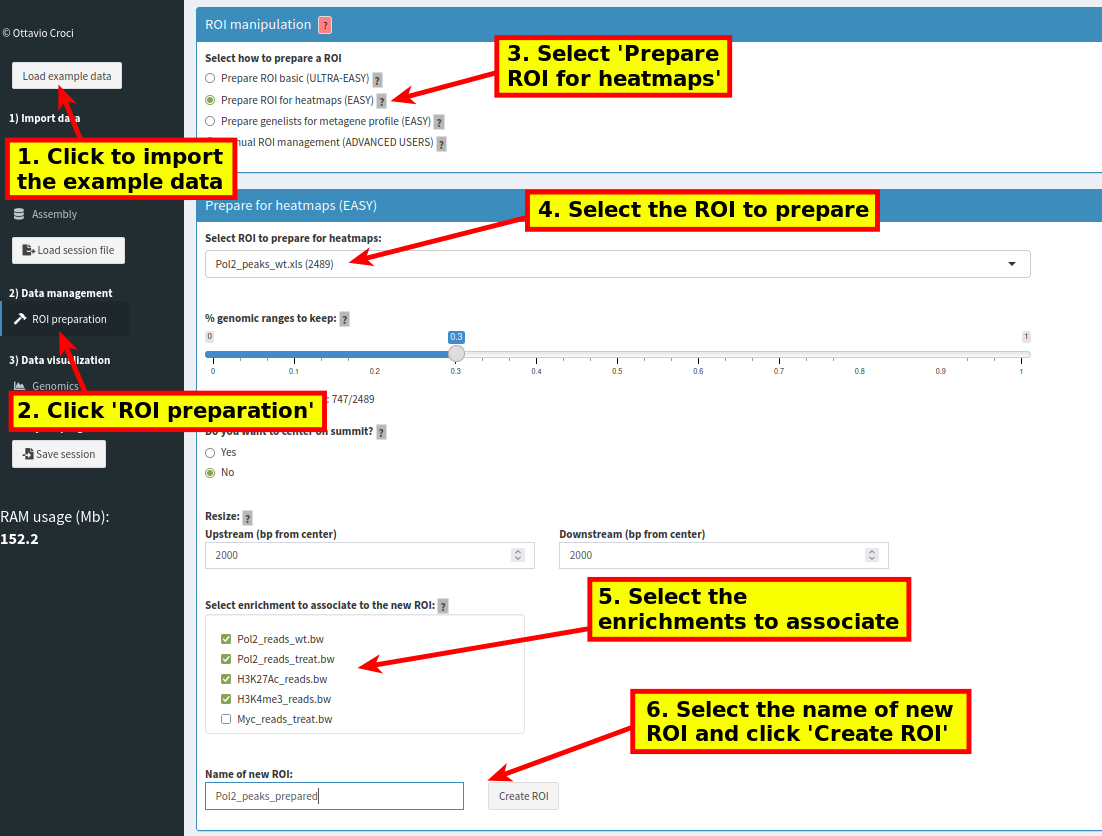 © Ottavio Croci
Load example data
1) Import data
1. Click to import
the example data
Assembly
Load session file
2) Data management
ROI preparation
3) Data visualization
Genomics
2. Click 'ROI preparation'
Save session
RAM usage (Mb):
152.2
ROI manipulation ?
Select how to prepare a ROI
Prepare ROI basic (ULTRA-EASY) ?
Prepare ROI for heatmaps (EASY) ?
Prepare genelists for metagene profile (EASY) ?
ROI management (ADVANCED USERS) ?
3. Select 'Prepare
ROI for heatmaps'
Prepare for heatmaps (EASY)
4. Select the ROI to prepare
Select ROI to prepare for heatmaps:
Pol2_peaks_wt.xls (2489)
% genomic ranges to keep: ?
0 0.3 1
0 0.1 0.2 0.3 0.4 0.5 0.6 0.7 0.8 0.9 1
: 747/2489
Do you want to center on summit? ?
Yes
No
Resize: ?
Upstream (bp from center) Downstream (bp from center)
2000 2000
Select enrichment to associate to the new ROI: ?
5. Select the
enrichments to associate
Pol2_reads_wt.bw
Pol2_reads_treat.bw
H3K27Ac_reads.bw
H3K4me3_reads.bw
Myc_reads_treat.bw
6. Select the name of new
ROI and click 'Create ROI'
Name of new ROI:
Pol2_peaks_prepared
Create ROI